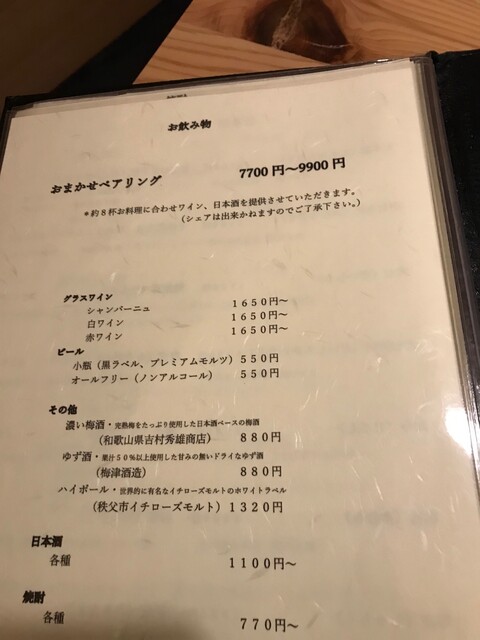 お飲み物
おまかせペアリング　7700円～9900円
＊約８杯お料理に合わせワイン、日本酒を提供させていただきます。
（シェアは出来かねますのでご了承下さい。）
グラスワイン
シャンパーニュ　１６５０円～
白ワイン　１６５０円～
赤ワイン　１６５０円～
ビール
小瓶（黒ラベル、プレミアムモルツ）５５０円
オールフリー（ノンアルコール）　５５０円
その他
濃い梅酒・完熟梅をたっぷり使用した日本酒ベースの梅酒
（和歌山県吉村秀雄商店）　８８０円
ゆず酒・果汁５０％以上使用した甘みの無いドライなゆず酒
（梅津酒造）　８８０円
ハイボール・世界的に有名なイチローズモルトのホワイトラベル
（秩父市イチローズモルト）１３２０円
日本酒
各種　１１００円～
焼酎
各種　７７０円～